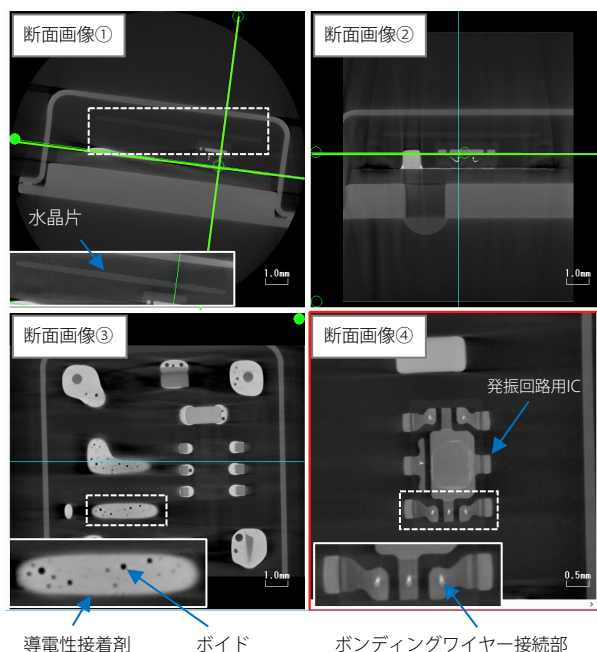 断面画像①
断面画像②
水晶片
1.0mm
1.0mm
断面画像③
断面画像④
発振回路用IC
1.0mm
0.5mm
導電性接着剤
ボイド
ボンディングワイヤー接続部